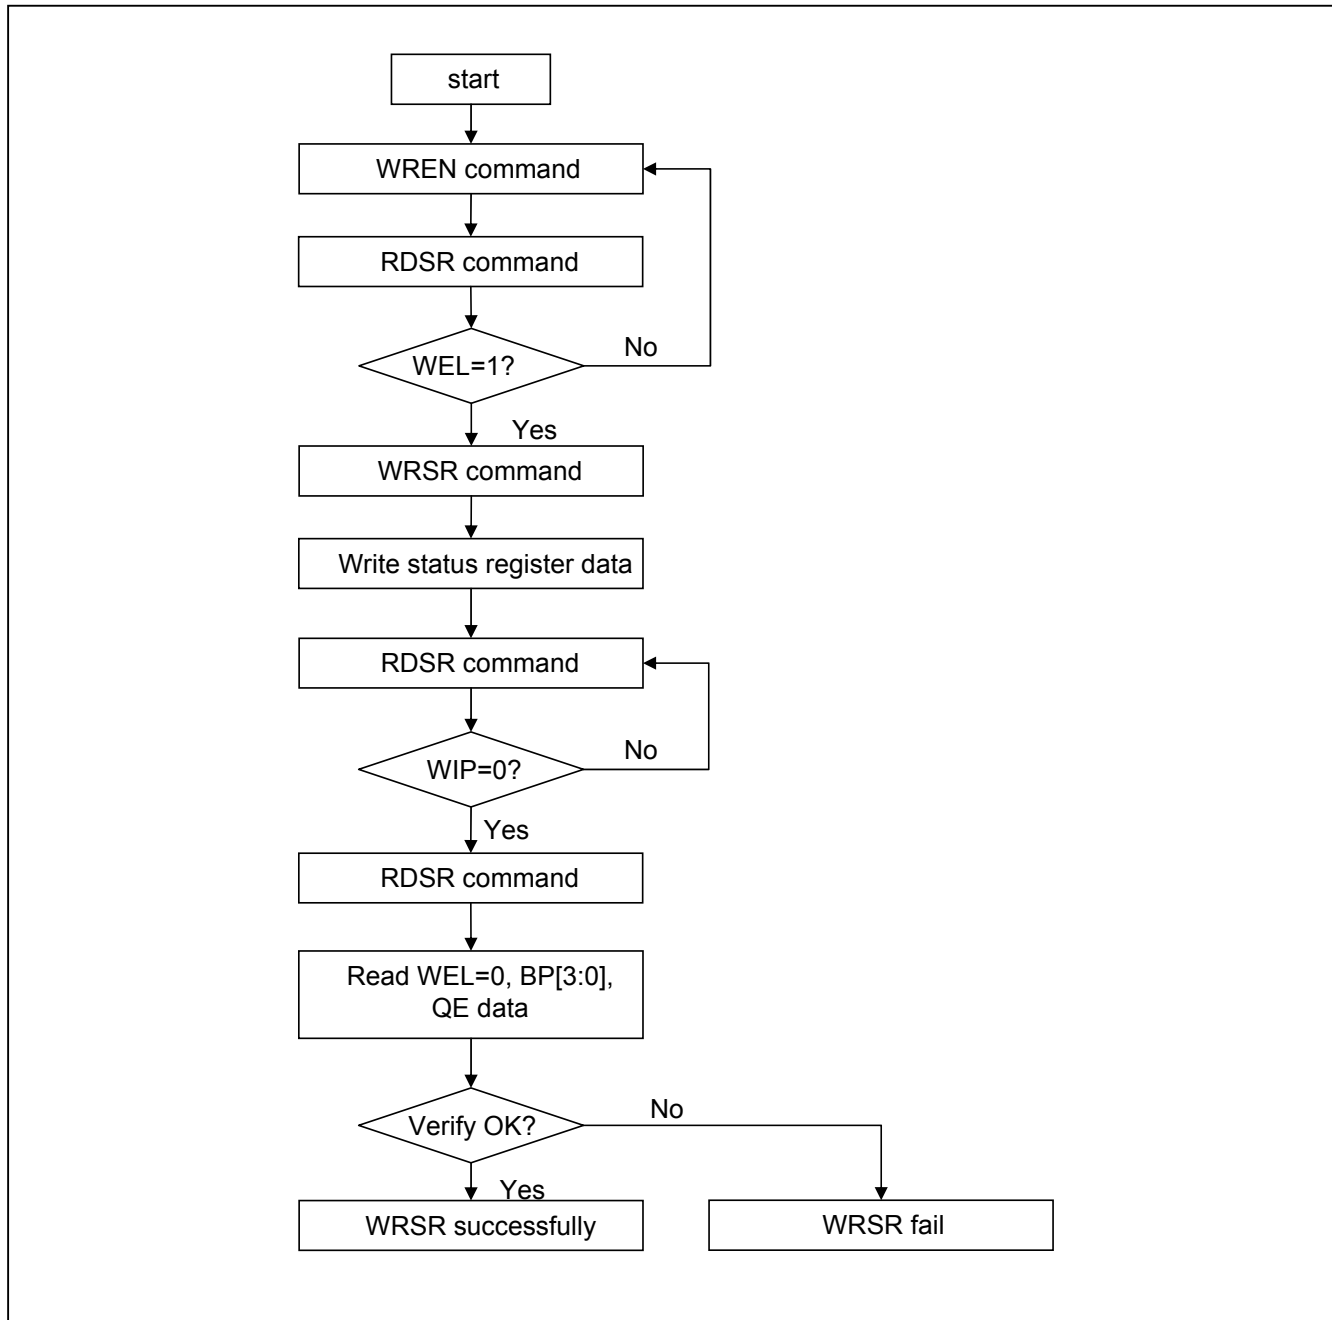 start
WREN command
RDSR command
WEL=1?
No
Yes
WRSR command
Write status register data
RDSR command
WIP=0?
No
Yes
RDSR command
Read WEL=0, BP[3:0],
QE data
Verify OK?
No
Yes
WRSR successfully
WRSR fail